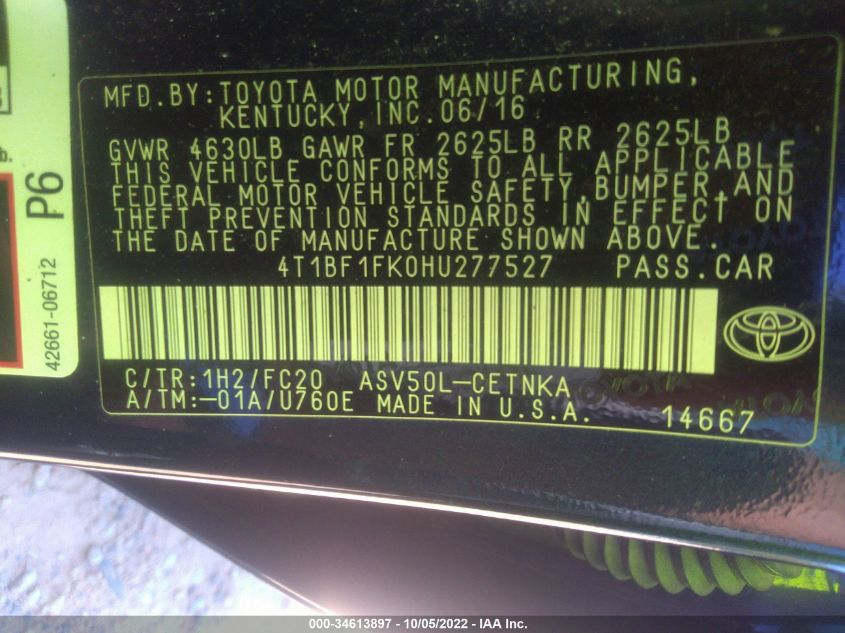 MFD.BY:TOYOTA MOTOR MANUFACTURING,
KENTUCKY,INC.06/16
GVWR 4630LB GAWR FR 2625LB RR 2625LB
THIS VEHICLE CONFORMS TO ALL APPLICABLE
FEDERAL MOTOR VEHICLE SAFETY,BUMPER,AND
THEFT PREVENTION STANDARDS IN EFFECT ON
THE DATE OF MANUFACTURE SHOWN ABOVE.
4T1BF1FK0HU277527 PASS.CAR
C/TR:1H2/FC20 ASV50L-CETNKA
A/TM:-01A/U760E MADE IN U.S.A. 14667
P6
42661-06712
000-34613897 - 10/05/2022 - IAA Inc.